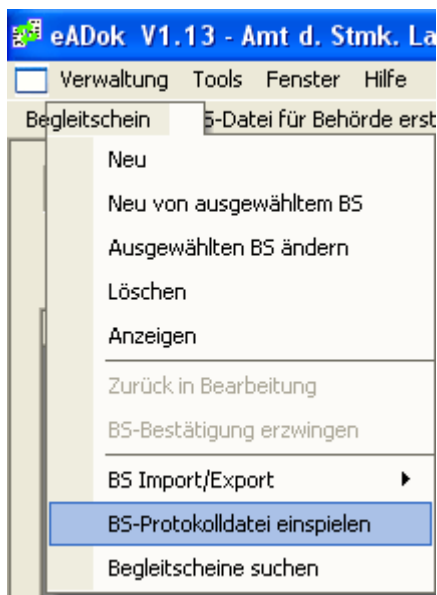 eADok V1.13 - Amt d. Stmk. La
Verwaltung Tools Fenster Hilfe
Begleitschein S-Datei für Behörde erst
Neu
Neu von ausgewähltem BS
Ausgewählten BS ändern
Löschen
Anzeigen
Zurück in Bearbeitung
BS-Bestätigung erzwingen
BS Import/Export
BS-Protokolldatei einspielen
Begleitscheine suchen